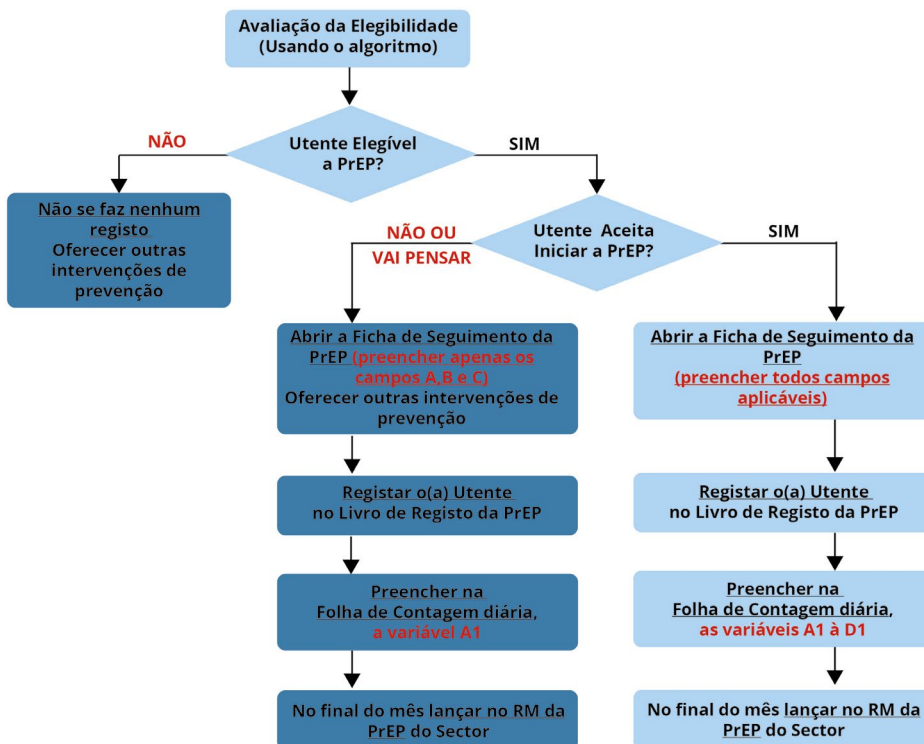 Avaliação da Elegibilidade
(Usando o algoritmo)
NÃO
Utente Elegível
a PrEP?
SIM
Não se faz nenhum
registo
Oferecer outras
intervenções de
prevenção
NÃO OU
VAI PENSAR
Utente Aceita
Iniciar a PrEP?
SIM
Abrir a Ficha de Seguimento da
PrEP (preencher apenas os
campos A,B e C)
Oferecer outras intervenções de
prevenção
Registar o(a) Utente
no Livro de Registo da PrEP
Preencher na
Folha de Contagem diária,
a variável A1
No final do mês lançar no RM da
PrEP do Sector
Abrir a Ficha de Seguimento da
PrEP
(preencher todos campos
aplicáveis)
Registar o(a) Utente
no Livro de Registo da PrEP
Preencher na
Folha de Contagem diária,
as variáveis A1 à D1
No final do mês lançar no RM da
PrEP do Sector